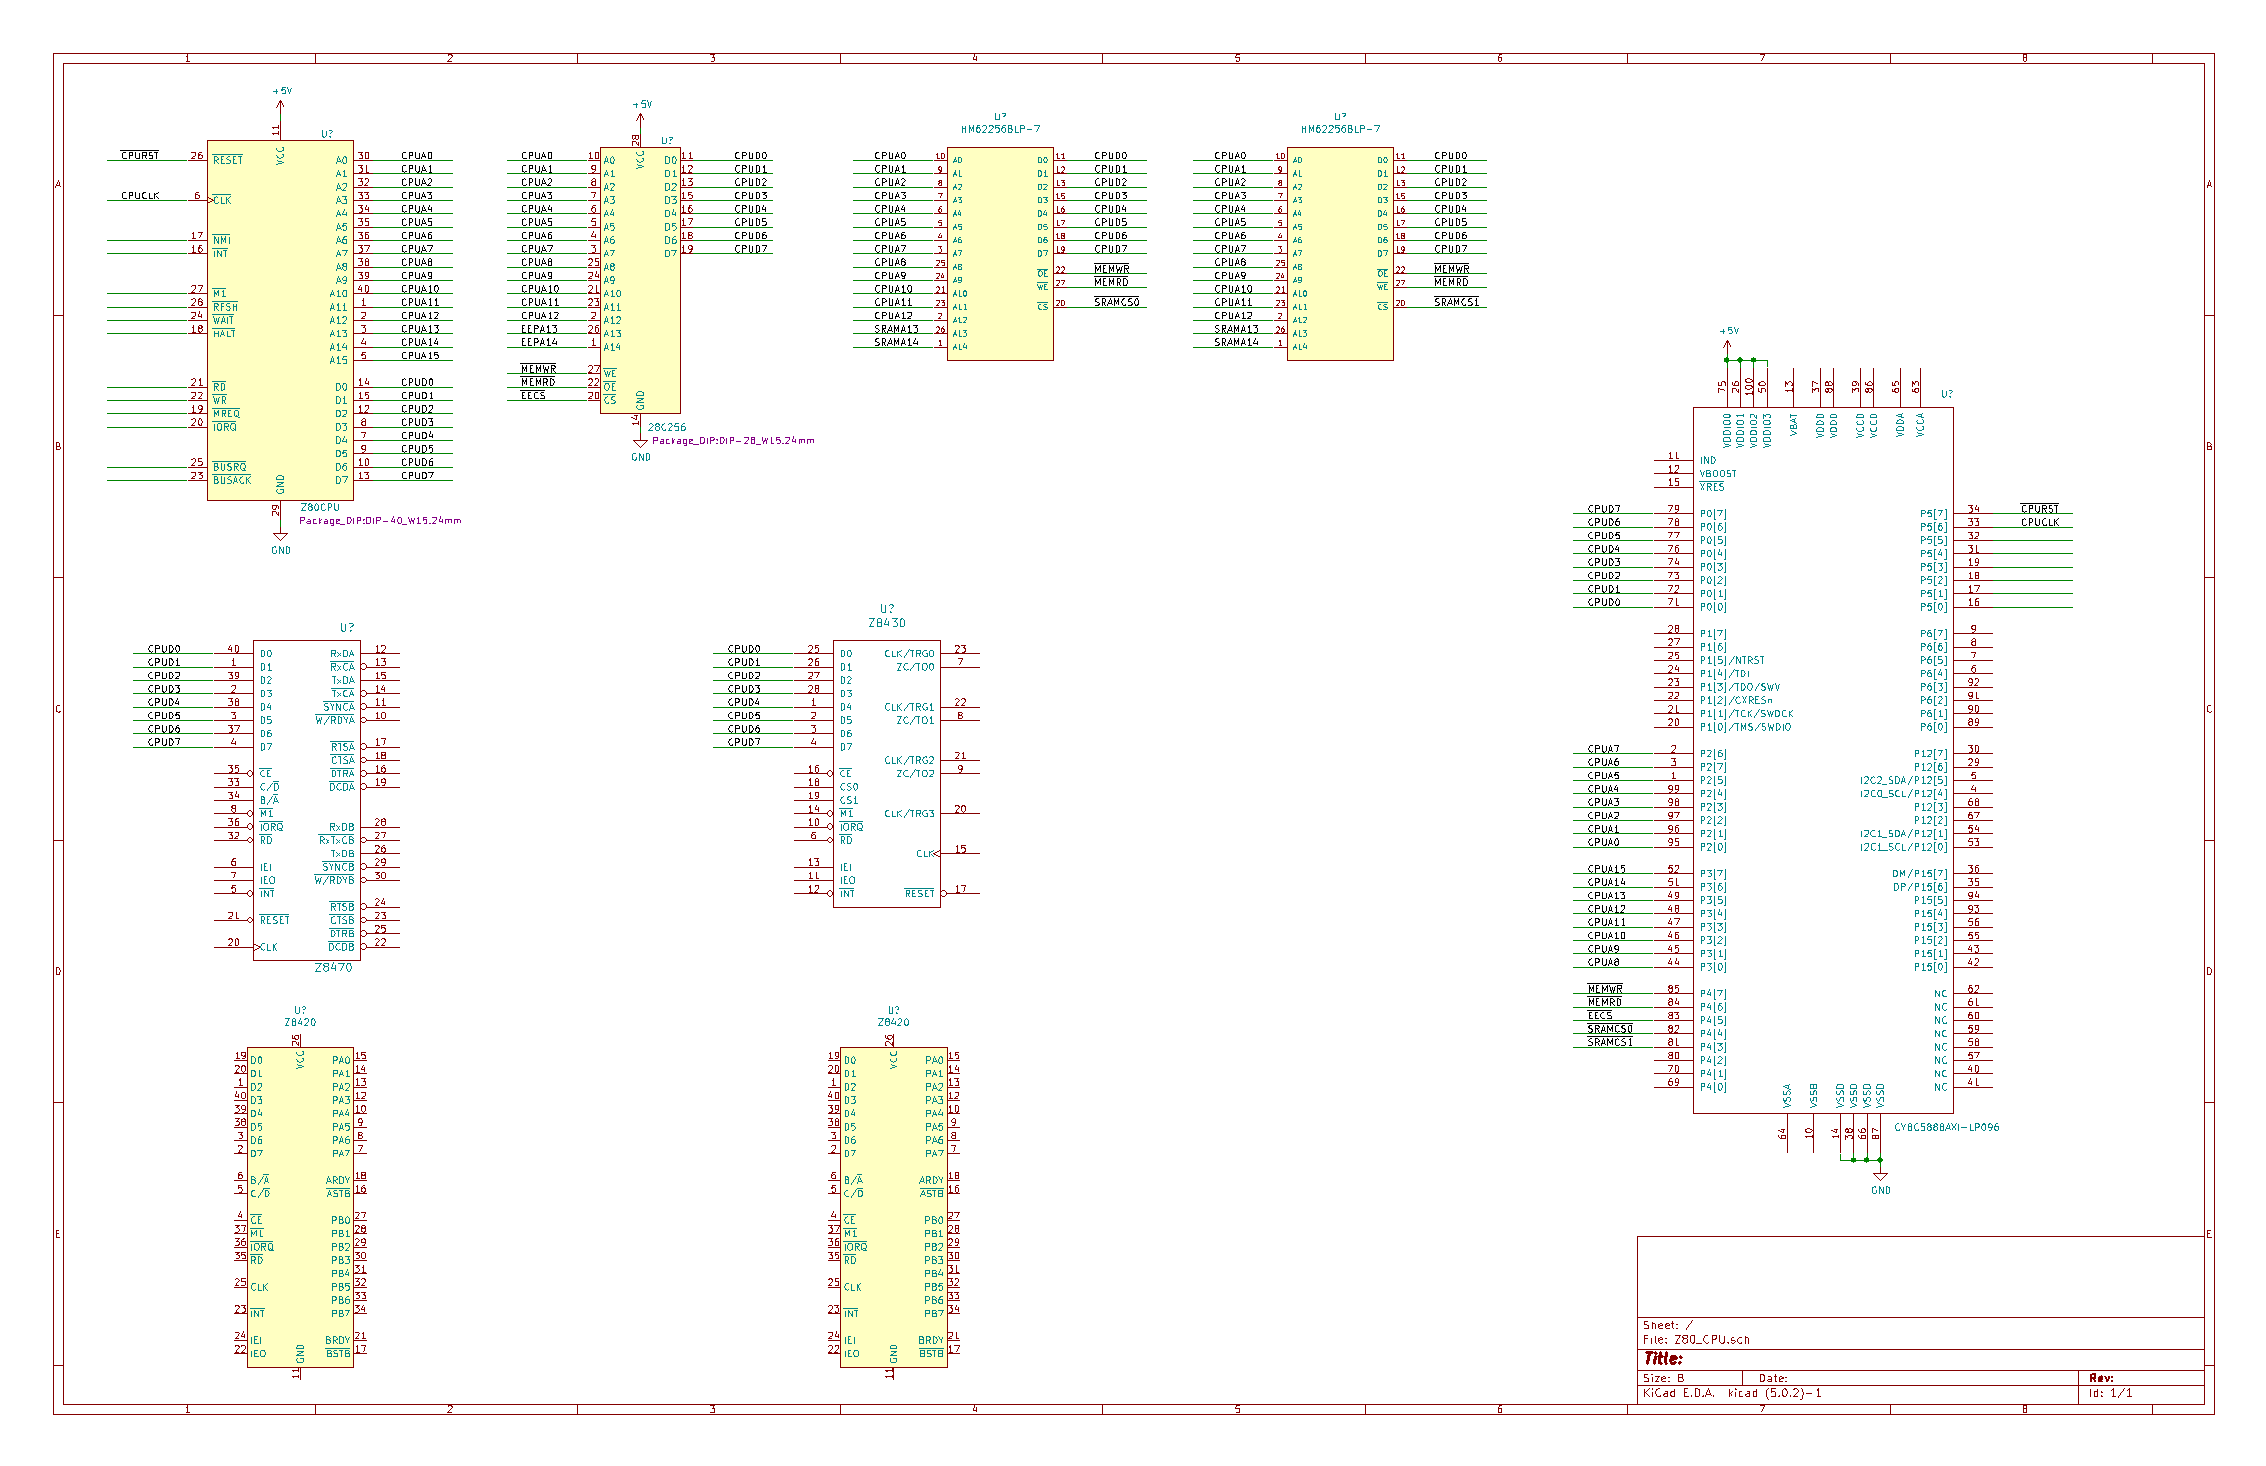 1 2 3 4 5 6 7 8
A B C D E
A B C D E
1 2 3 4 5 6 7 8
+5V
U?
11 VCC
CPURST 26 RESET
CPUCLK 6 CLK
17 NMI
16 INT
27 M1
28 RFSH
24 WAIT
18 HALT
21 RD
22 WR
19 MREQ
20 IORQ
25 BUSRQ
23 BUSACK
A0 30 CPUA0
A1 31 CPUA1
A2 32 CPUA2
A3 33 CPUA3
A4 34 CPUA4
A5 35 CPUA5
A6 36 CPUA6
A7 37 CPUA7
A8 38 CPUA8
A9 39 CPUA9
A10 40 CPUA10
A11 1 CPUA11
A12 2 CPUA12
A13 3 CPUA13
A14 4 CPUA14
A15 5 CPUA15
D0 14 CPUD0
D1 15 CPUD1
D2 12 CPUD2
D3 8 CPUD3
D4 7 CPUD4
D5 9 CPUD5
D6 10 CPUD6
D7 13 CPUD7
GND 29
Z80CPU
Package_DIP:DIP-40_W15.24mm
GND
+5V
U?
28 VCC
CPUA0 10 A0
CPUA1 9 A1
CPUA2 8 A2
CPUA3 7 A3
CPUA4 6 A4
CPUA5 5 A5
CPUA6 4 A6
CPUA7 3 A7
CPUA8 25 A8
CPUA9 24 A9
CPUA10 21 A10
CPUA11 23 A11
CPUA12 2 A12
EEPA13 26 A13
EEPA14 1 A14
MEMWR 27 WE
MEMRD 22 OE
EECS 20 CS
D0 11 CPUD0
D1 12 CPUD1
D2 13 CPUD2
D3 15 CPUD3
D4 16 CPUD4
D5 17 CPUD5
D6 18 CPUD6
D7 19 CPUD7
GND 14
28C256
Package_DIP:DIP-28_W15.24mm
GND
U?
HM62256BLP-7
CPUA0 10 A0
CPUA1 9 A1
CPUA2 8 A2
CPUA3 7 A3
CPUA4 6 A4
CPUA5 5 A5
CPUA6 4 A6
CPUA7 3 A7
CPUA8 25 A8
CPUA9 24 A9
CPUA10 21 A10
CPUA11 23 A11
CPUA12 2 A12
SRAMA13 26 A13
SRAMA14 1 A14
D0 11 CPUD0
D1 12 CPUD1
D2 13 CPUD2
D3 15 CPUD3
D4 16 CPUD4
D5 17 CPUD5
D6 18 CPUD6
D7 19 CPUD7
OE 22 MEMWR
WE 27 MEMRD
CS 20 SRAMCS0
U?
HM62256BLP-7
CPUA0 10 A0
CPUA1 9 A1
CPUA2 8 A2
CPUA3 7 A3
CPUA4 6 A4
CPUA5 5 A5
CPUA6 4 A6
CPUA7 3 A7
CPUA8 25 A8
CPUA9 24 A9
CPUA10 21 A10
CPUA11 23 A11
CPUA12 2 A12
SRAMA13 26 A13
SRAMA14 1 A14
D0 11 CPUD0
D1 12 CPUD1
D2 13 CPUD2
D3 15 CPUD3
D4 16 CPUD4
D5 17 CPUD5
D6 18 CPUD6
D7 19 CPUD7
OE 22 MEMWR
WE 27 MEMRD
CS 20 SRAMCS1
U?
CPUD0 40 D0
CPUD1 1 D1
CPUD2 39 D2
CPUD3 2 D3
CPUD4 38 D4
CPUD5 3 D5
CPUD6 37 D6
CPUD7 4 D7
35 CE
33 C/D
34 B/A
8 M1
36 IORQ
32 RD
6 IEI
7 IEO
5 INT
21 RESET
20 CLK
RxDA 12
RxCA 13
TxDA 15
TxCA 14
SYNCA 11
W/RDYA 10
RTSA 17
CTSA 18
DTRA 16
DCDA 19
RxDB 28
RxTxCB 27
TxDB 26
SYNCB 29
W/RDYB 30
RTSB 24
CTSB 23
DTRB 25
DCDB 22
Z8470
U?
Z8430
CPUD0 25 D0
CPUD1 26 D1
CPUD2 27 D2
CPUD3 28 D3
CPUD4 1 D4
CPUD5 2 D5
CPUD6 3 D6
CPUD7 4 D7
16 CE
18 CS0
19 CS1
14 M1
10 IORQ
6 RD
13 IEI
11 IEO
12 INT
CLK/TRG0 23
ZC/TO0 7
CLK/TRG1 22
ZC/TO1 8
CLK/TRG2 21
ZC/TO2 9
CLK/TRG3 20
CLK 15
RESET 17
U?
Z8420
26 VCC
19 D0
20 D1
1 D2
40 D3
39 D4
38 D5
3 D6
2 D7
6 B/A
5 C/D
4 CE
37 M1
36 IORQ
35 RD
25 CLK
23 INT
24 IEI
22 IEO
PA0 15
PA1 14
PA2 13
PA3 12
PA4 10
PA5 9
PA6 8
PA7 7
ARDY 18
ASTB 16
PB0 27
PB1 28
PB2 29
PB3 30
PB4 31
PB5 32
PB6 33
PB7 34
BRDY 21
BSTB 17
GND 11
U?
Z8420
26 VCC
19 D0
20 D1
1 D2
40 D3
39 D4
38 D5
3 D6
2 D7
6 B/A
5 C/D
4 CE
37 M1
36 IORQ
35 RD
25 CLK
23 INT
24 IEI
22 IEO
PA0 15
PA1 14
PA2 13
PA3 12
PA4 10
PA5 9
PA6 8
PA7 7
ARDY 18
ASTB 16
PB0 27
PB1 28
PB2 29
PB3 30
PB4 31
PB5 32
PB6 33
PB7 34
BRDY 21
BSTB 17
GND 11
+5V
U?
75 VDDIO0
26 VDDIO1
100 VDDIO2
50 VDDIO3
13 VBAT
37 VDDD
88 VDDD
39 VCCD
86 VCCD
65 VDDA
63 VCCA
11 IND
12 VBOOST
15 XRES
CPUD7 79 P0[7]
CPUD6 78 P0[6]
CPUD5 77 P0[5]
CPUD4 76 P0[4]
CPUD3 74 P0[3]
CPUD2 73 P0[2]
CPUD1 72 P0[1]
CPUD0 71 P0[0]
28 P1[7]
27 P1[6]
25 P1[5]/NTRST
24 P1[4]/TDI
23 P1[3]/TDO/SWV
22 P1[2]/CXRESn
21 P1[1]/TCK/SWDCK
20 P1[0]/TMS/SWDIO
CPUA7 2 P2[6]
CPUA6 3 P2[7]
CPUA5 1 P2[5]
CPUA4 99 P2[4]
CPUA3 98 P2[3]
CPUA2 97 P2[2]
CPUA1 96 P2[1]
CPUA0 95 P2[0]
CPUA15 52 P3[7]
CPUA14 51 P3[6]
CPUA13 49 P3[5]
CPUA12 48 P3[4]
CPUA11 47 P3[3]
CPUA10 46 P3[2]
CPUA9 45 P3[1]
CPUA8 44 P3[0]
MEMWR 85 P4[7]
MEMRD 84 P4[6]
EECS 83 P4[5]
SRAMCS0 82 P4[4]
SRAMCS1 81 P4[3]
80 P4[2]
70 P4[1]
69 P4[0]
P5[7] 34 CPURST
P5[6] 33 CPUCLK
P5[5] 32
P5[4] 31
P5[3] 19
P5[2] 18
P5[1] 17
P5[0] 16
P6[7] 9
P6[6] 8
P6[5] 7
P6[4] 6
P6[3] 92
P6[2] 91
P6[1] 90
P6[0] 89
P12[7] 30
P12[6] 29
I2C2_SDA/P12[5] 5
I2C0_SCL/P12[4] 4
P12[3] 68
P12[2] 67
I2C1_SDA/P12[1] 54
I2C1_SCL/P12[0] 53
DM/P15[7] 36
DP/P15[6] 35
P15[5] 94
P15[4] 93
P15[3] 56
P15[2] 55
P15[1] 43
P15[0] 42
NC 62
NC 61
NC 60
NC 59
NC 58
NC 57
NC 40
NC 41
VSSA 64
VSSB 10
VSSD 14
VSSD 38
VSSD 66
VSSD 87
CY8C5888AXI-LP096
GND
Sheet: /
File: Z80_CPU.sch
Title:
Size: B Date: Rev:
KiCad E.D.A. kicad (5.0.2)-1 Id: 1/1